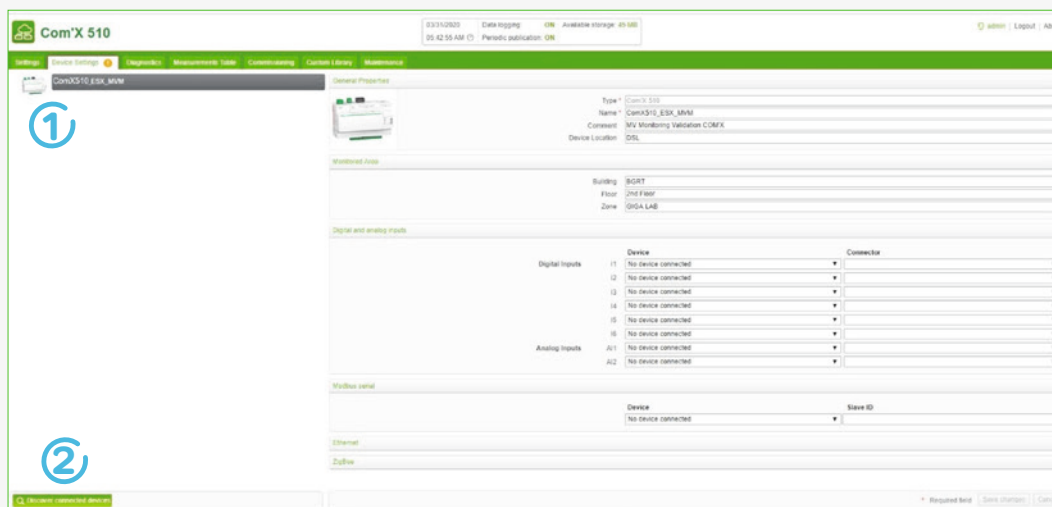 Com'X 510
03/31/2020 Data logging: ON Available storage:
05:42:55 AM Periodic publication: ON
admin | Logout |
Settings Device Settings Diagnostics Measurements Table Commissioning Custom Library Maintenance
ComX510_ESX_MVM
General Properties
Type * Com'X 510
Name * ComX510_ESX_MVM
Comment MV Monitoring Validation COM'X
Device Location DSL
1
Monitored Area
Building BGRT
Floor 2nd Floor
Zone GIGA LAB
Digital and analog inputs
Device Connector
Digital Inputs I1 No device connected
I2 No device connected
I3 No device connected
I4 No device connected
I5 No device connected
I6 No device connected
Analog Inputs AI1 No device connected
AI2 No device connected
Modbus serial
Device Slave ID
No device connected
Ethernet
ZigBee
2
Discover connected devices
* Required field Save changes